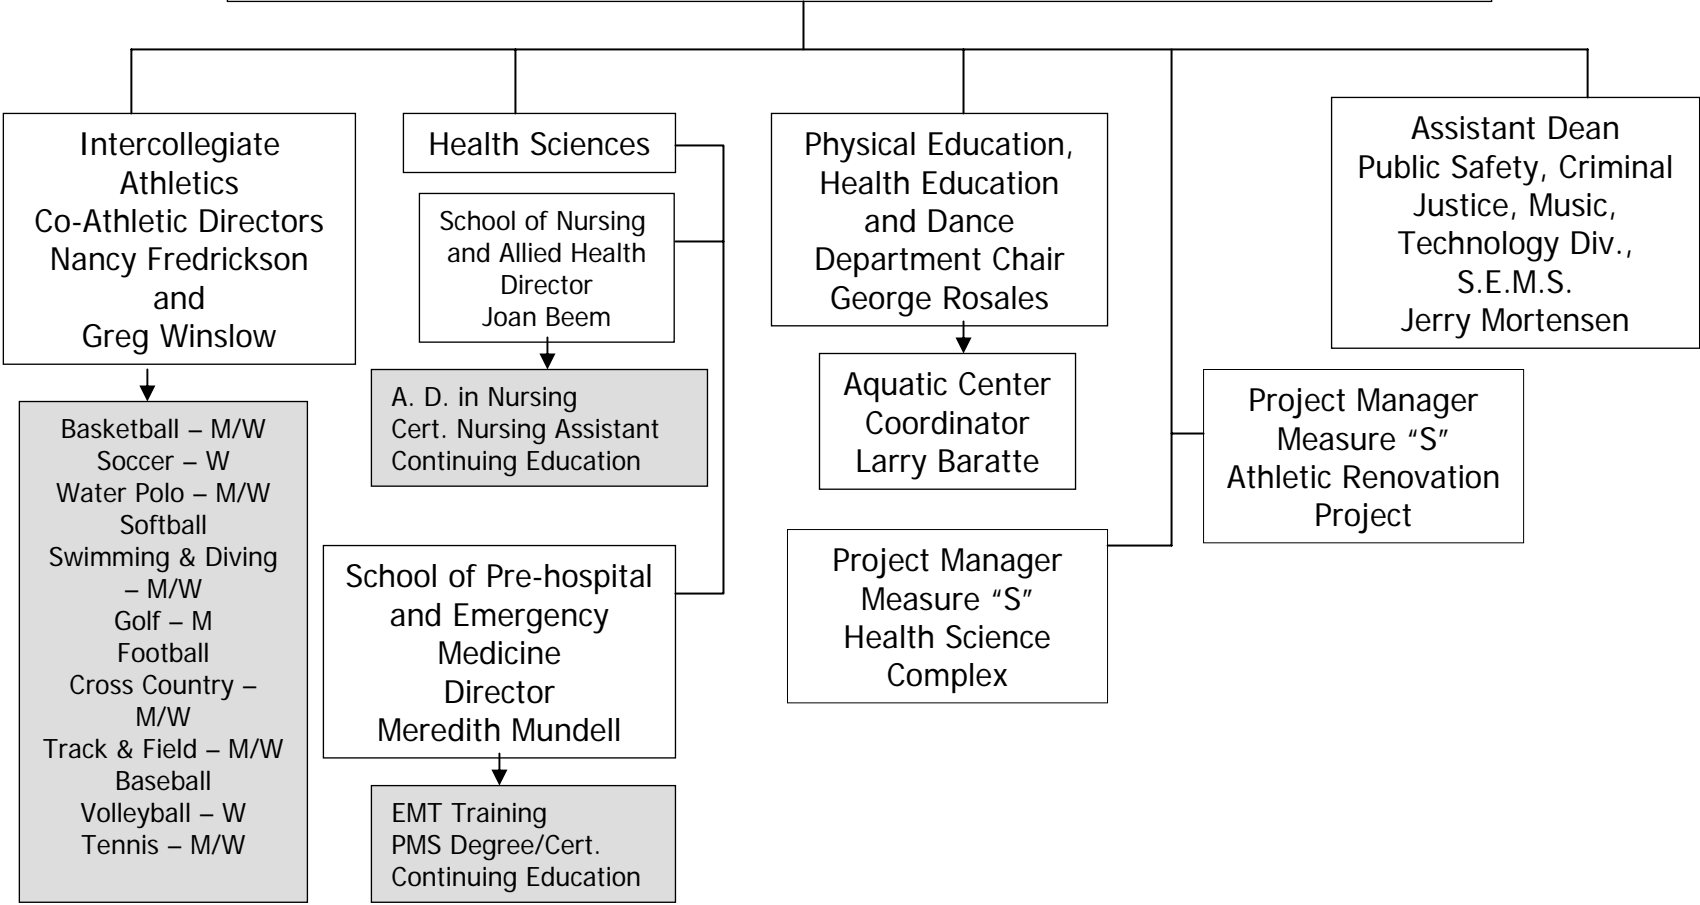 Intercollegiate
Athletics
Co-Athletic Directors
Nancy Fredrickson
and
Greg Winslow
Basketball – M/W
Soccer – W
Water Polo – M/W
Softball
Swimming & Diving
– M/W
Golf – M
Football
Cross Country –
M/W
Track & Field – M/W
Baseball
Volleyball – W
Tennis – M/W
Health Sciences
School of Nursing
and Allied Health
Director
Joan Beem
A. D. in Nursing
Cert. Nursing Assistant
Continuing Education
School of Pre-hospital
and Emergency
Medicine
Director
Meredith Mundell
EMT Training
PMS Degree/Cert.
Continuing Education
Physical Education,
Health Education
and Dance
Department Chair
George Rosales
Aquatic Center
Coordinator
Larry Baratte
Project Manager
Measure “S”
Health Science
Complex
Assistant Dean
Public Safety, Criminal
Justice, Music,
Technology Div.,
S.E.M.S.
Jerry Mortensen
Project Manager
Measure “S”
Athletic Renovation
Project